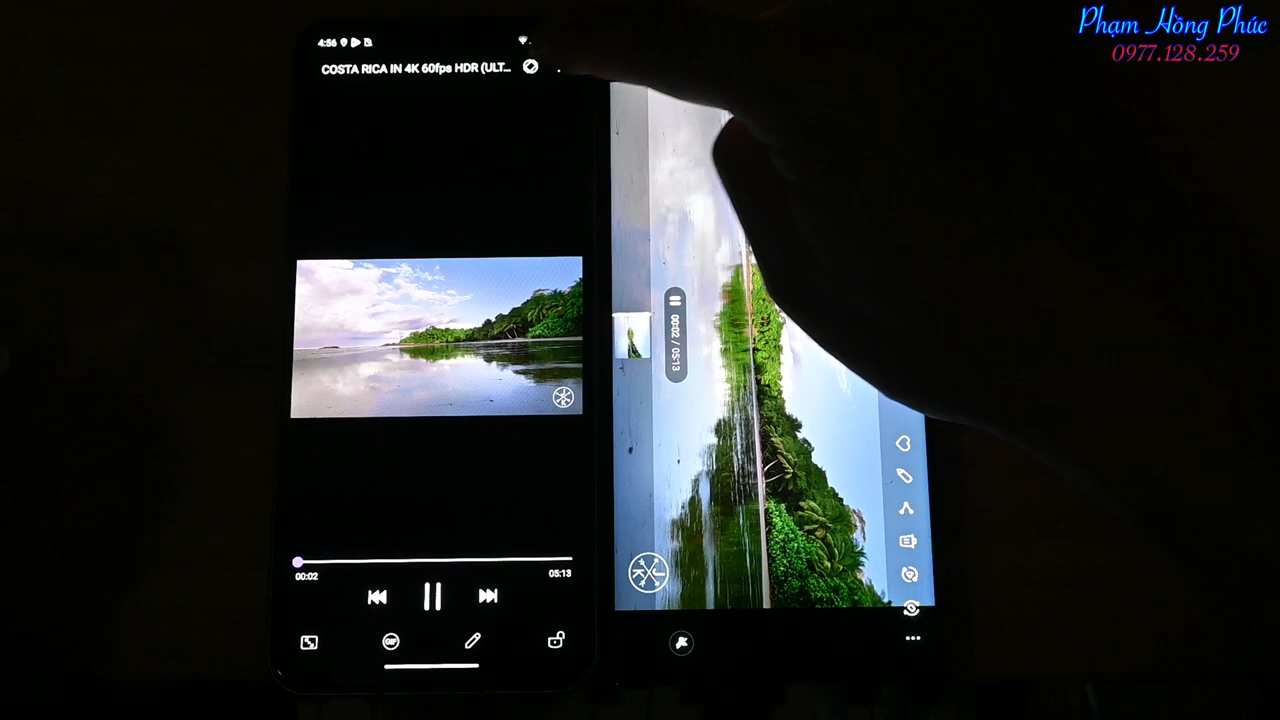 Phạm Hồng Phúc
0977.128.259
4:56
COSTA RICA IN 4K 60fps HDR (ULT...
00:02 / 05:13
00:02
05:13
GIF